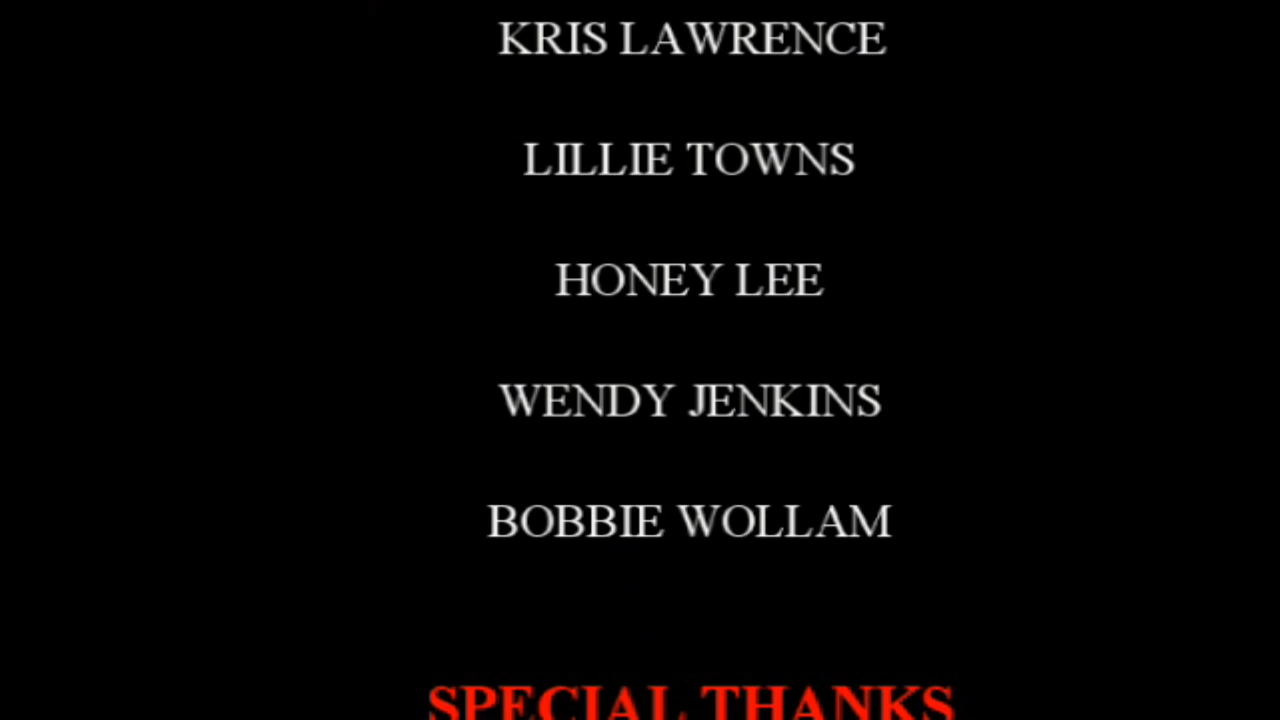 KRIS LAWRENCE
LILLIE TOWNS
HONEY LEE
WENDY JENKINS
BOBBIE WOLLAM
SPECIAL THANKS